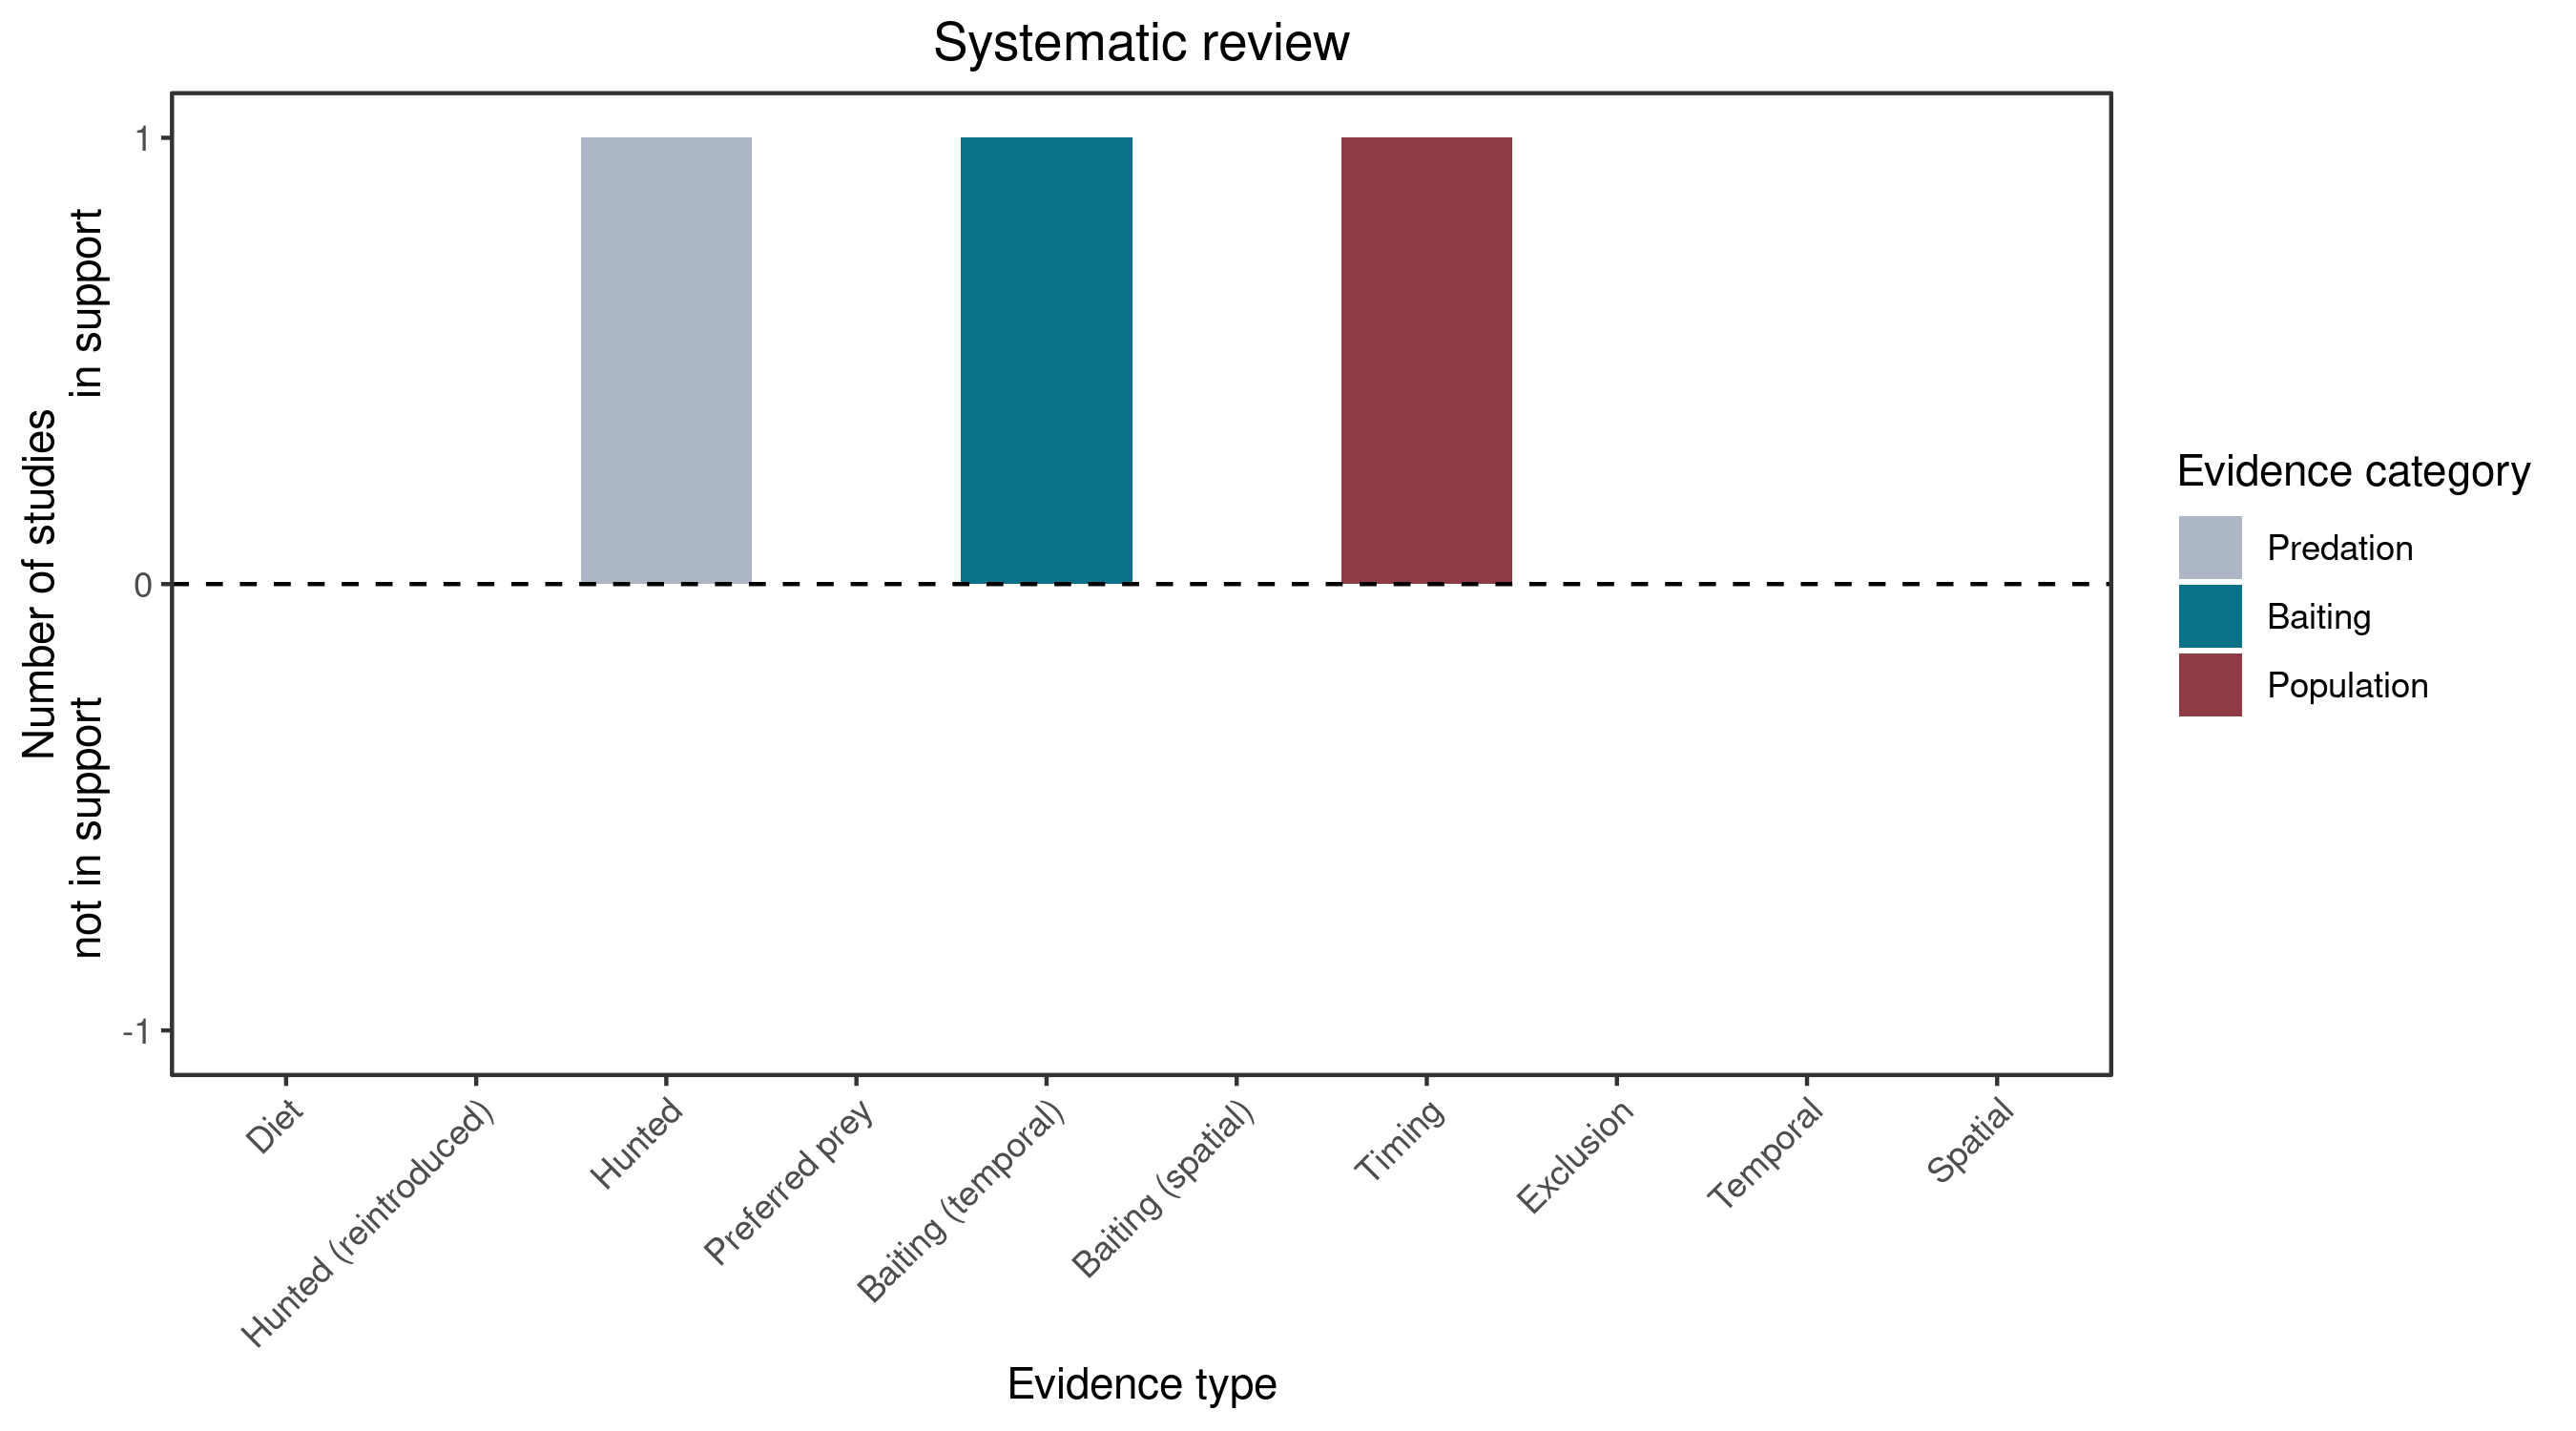 Systematic review
Number of studies
in support
not in support
1
0
-1
Diet
Hunted (reintroduced)
Hunted
Preferred prey
Baiting (temporal)
Baiting (spatial)
Timing
Exclusion
Temporal
Spatial
Evidence type
Evidence category
Predation
Baiting
Population